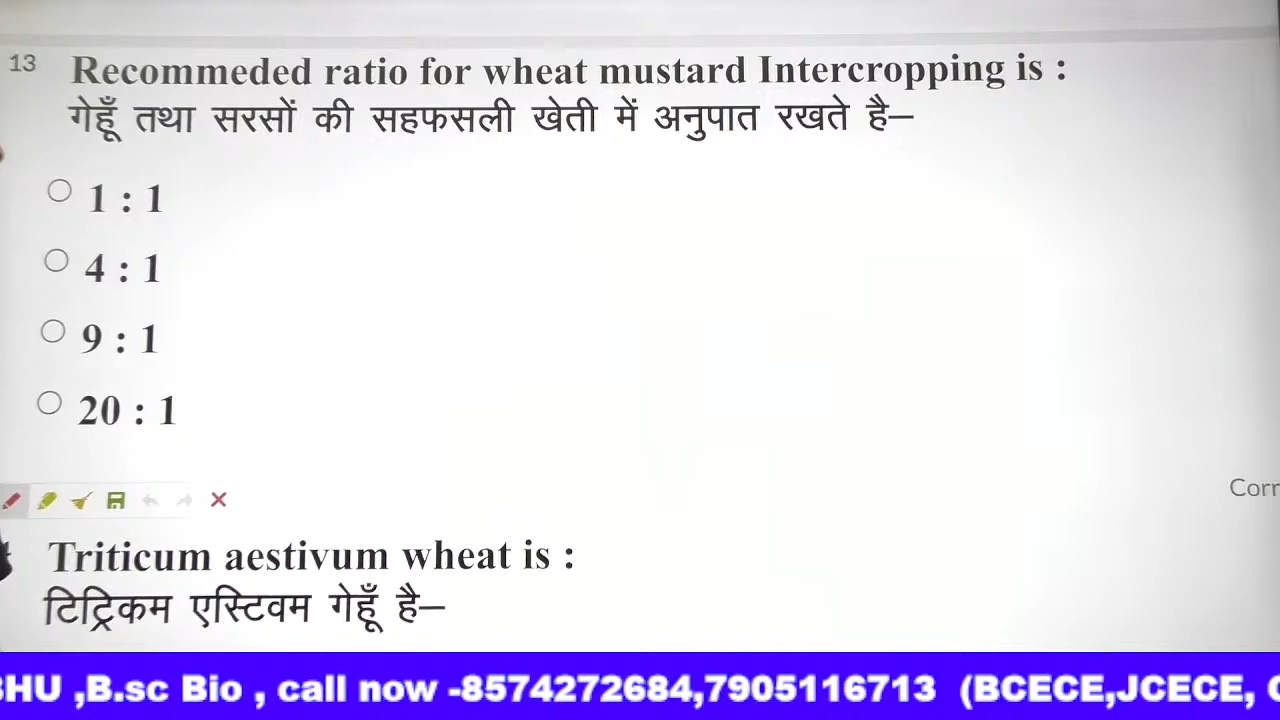 13 Recommeded ratio for wheat mustard Intercropping is :
गेहूँ तथा सरसों की सहफसली खेती में अनुपात रखते है–
1 : 1
4 : 1
9 : 1
20 : 1
Corr
Triticum aestivum wheat is :
टिट्रिकम एस्टिवम गेहूँ है–
BHU ,B.sc Bio , call now -8574272684,7905116713 (BCECE,JCECE, C